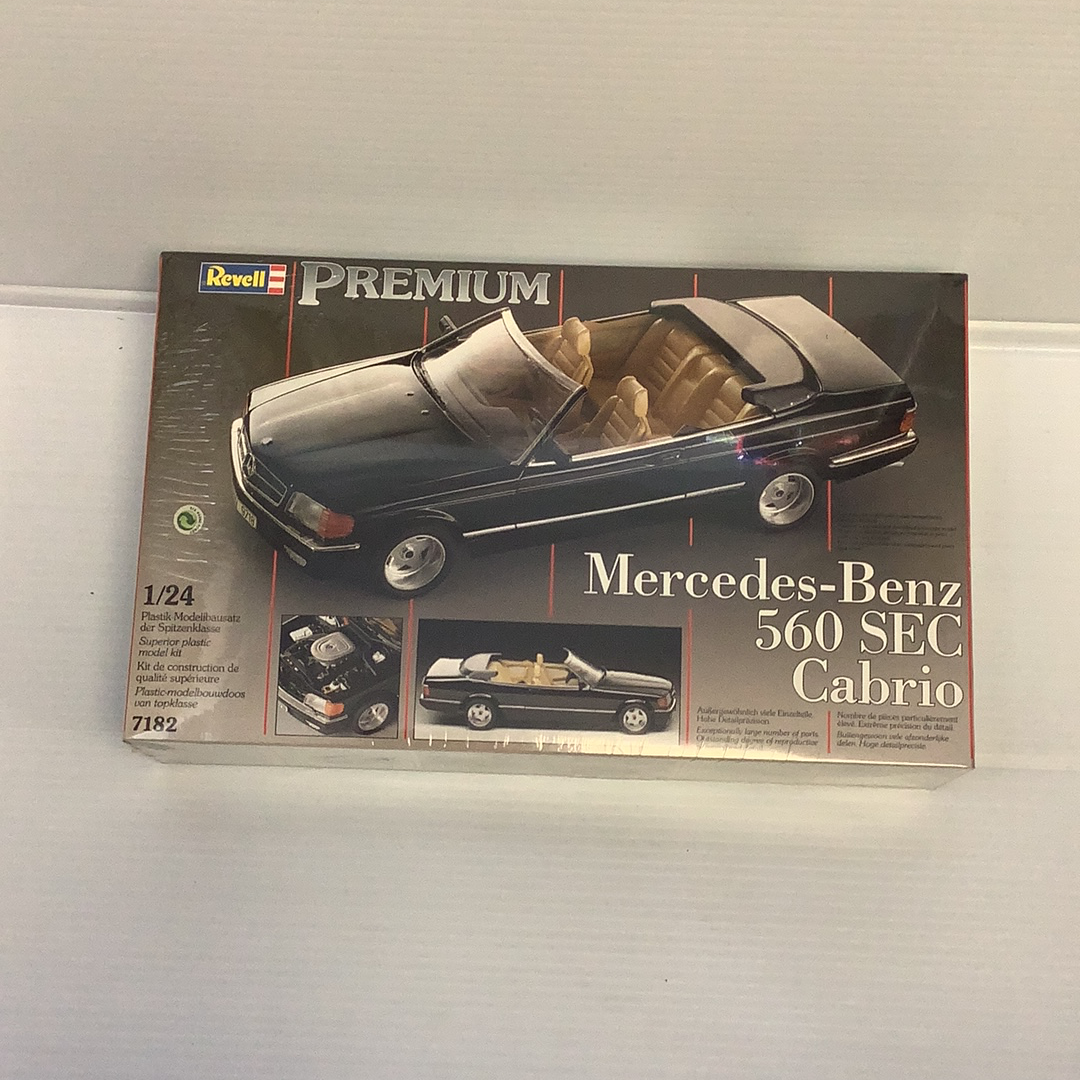 Revell
PREMIUM
Mercedes-Benz
560 SEC
Cabrio
1/24
Plastik-Modellbausatz
der Spitzenklasse
Superior plastic
model kit
Kit de construction de
qualité supérieure
Plastic-modelbouwdoos
van topklasse
7182
Außergewöhnlich viele Einzelteile.
Hohe Detailpräzision
Exceptionally large number of parts.
Outstanding degree of reproduction
Nombre de pièces particulièrement
élevé. Extrême précision du détail.
Buitengewoon vele afzonderlijke
delen. Hoge detailprecisie